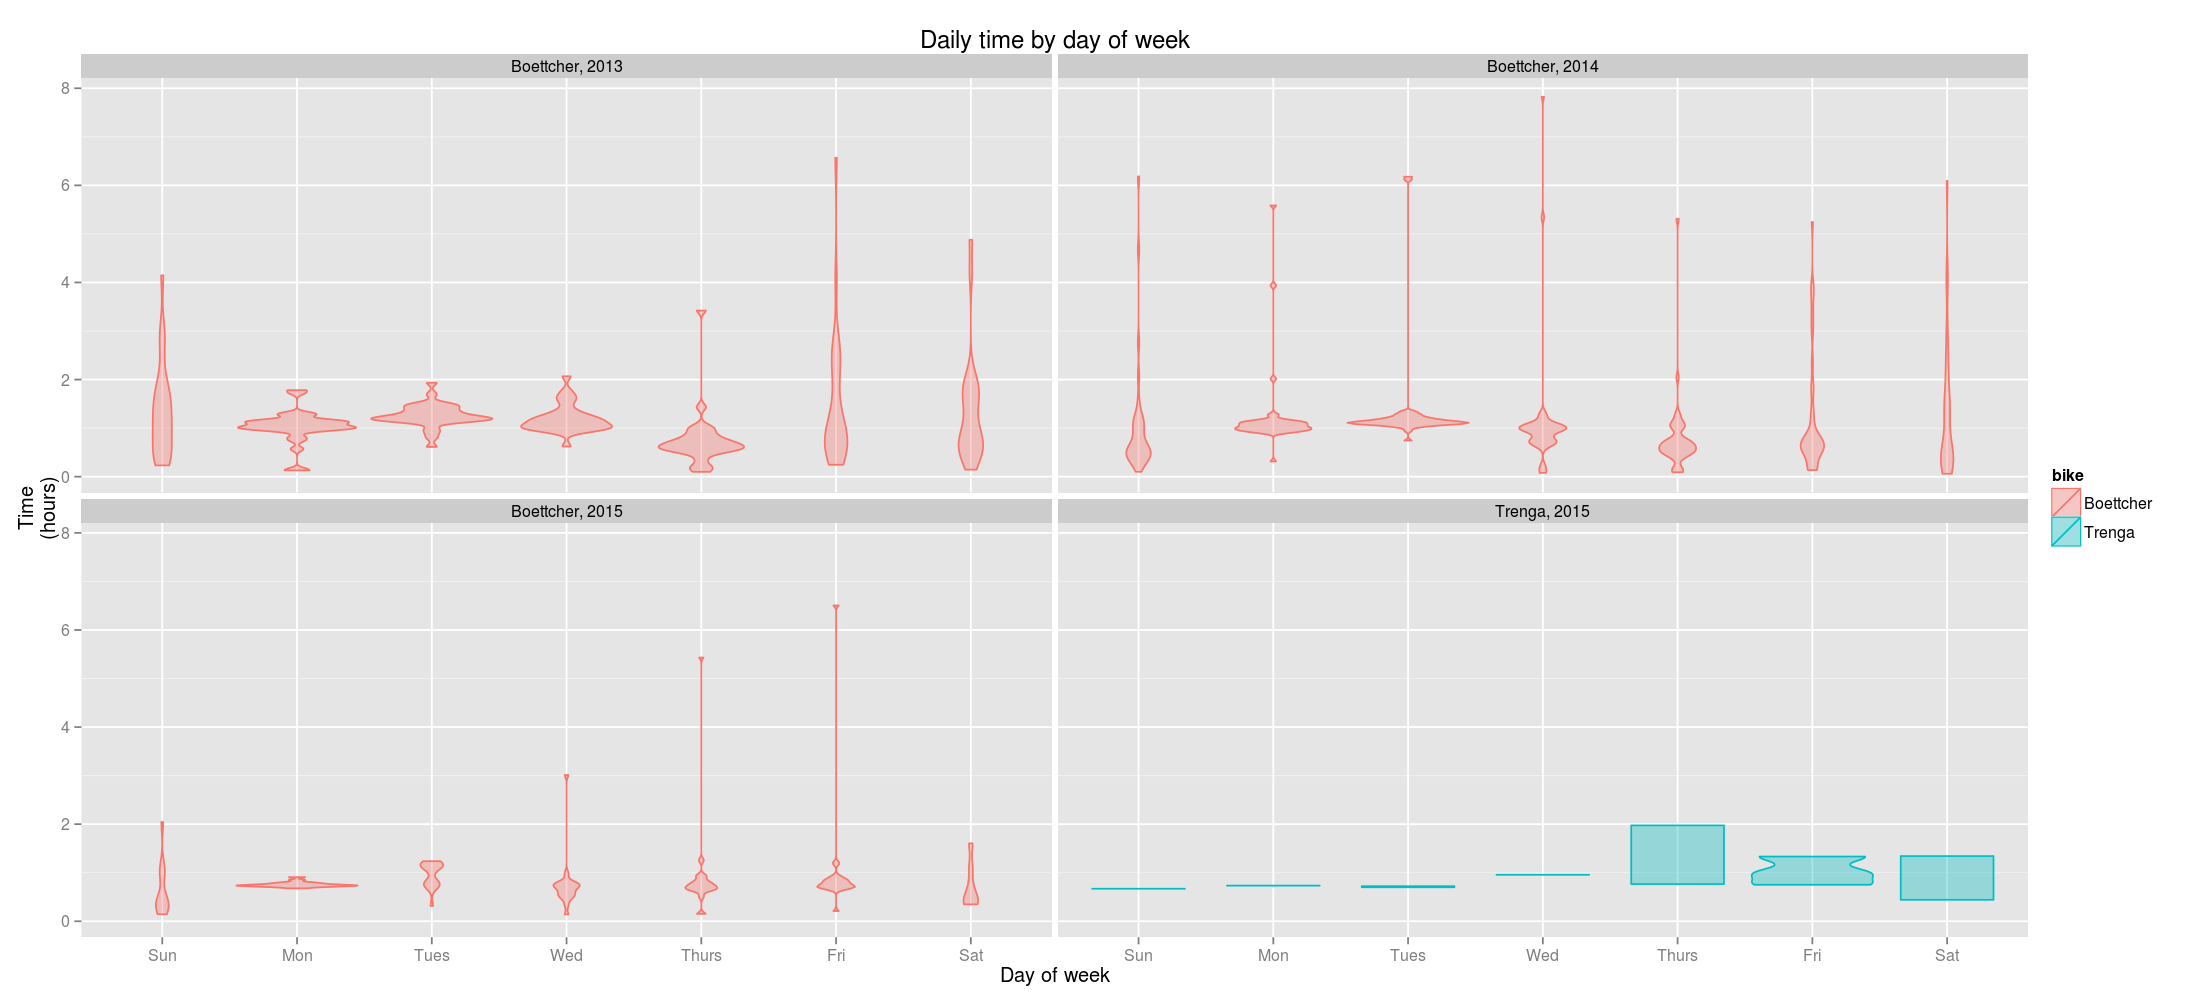 Daily time by day of week
Boettcher, 2013
Boettcher, 2014
8
6
4
2
0
Boettcher, 2015
Trenga, 2015
8
6
4
2
0
Time
(hours)
Sun Mon Tues Wed Thurs Fri Sat
Sun Mon Tues Wed Thurs Fri Sat
Day of week
bike
Boettcher
Trenga